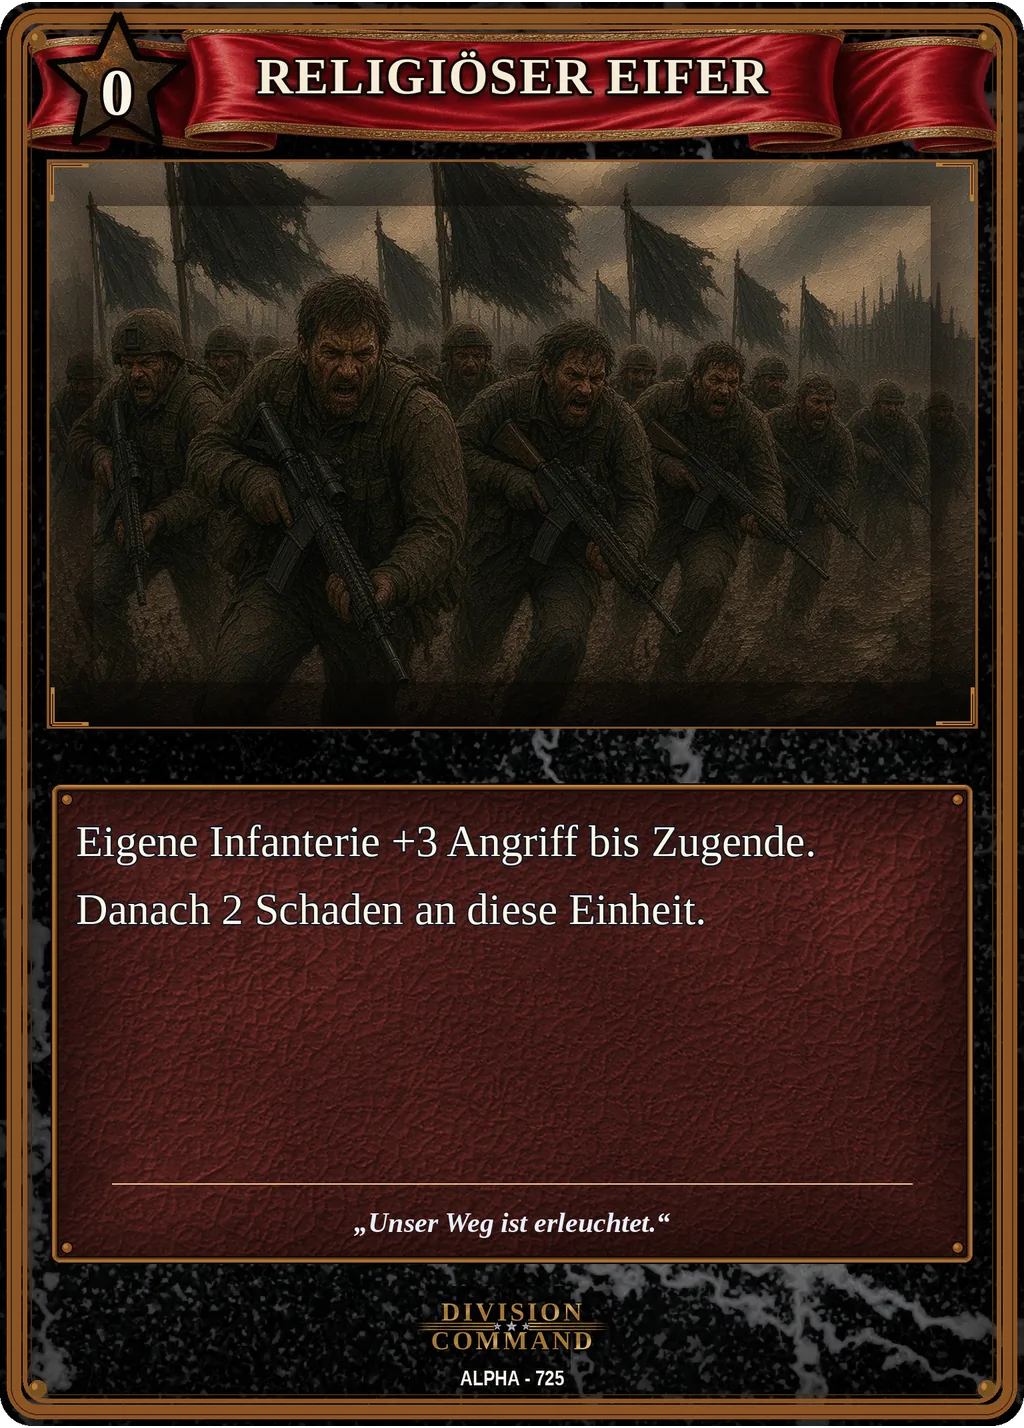 0
RELIGIÖSER EIFER
Eigene Infanterie +3 Angriff bis Zugende.
Danach 2 Schaden an diese Einheit.
„Unser Weg ist erleuchtet.“
DIVISION
COMMAND
ALPHA - 725